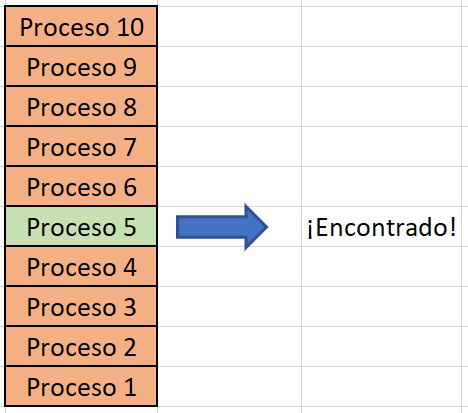 Proceso 10
Proceso 9
Proceso 8
Proceso 7
Proceso 6
Proceso 5 ¡Encontrado!
Proceso 4
Proceso 3
Proceso 2
Proceso 1